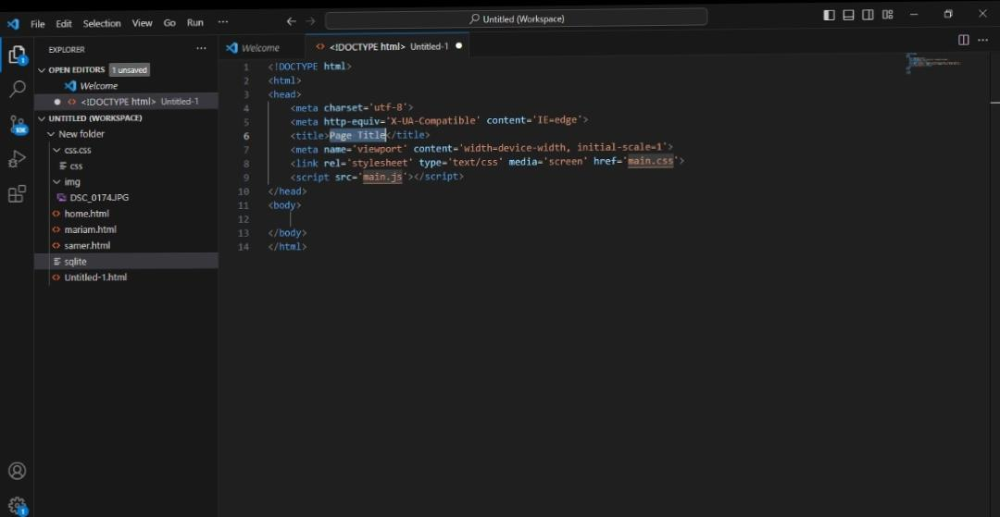 File Edit Selection View Go Run ···
Untitled (Workspace)
EXPLORER ···
OPEN EDITORS 1 unsaved
Welcome
<!DOCTYPE html> Untitled-1
UNTITLED (WORKSPACE)
New folder
css.css
css
img
DSC_0174.JPG
home.html
mariam.html
samer.html
sqlite
Untitled-1.html
1
10K
1
Welcome <!DOCTYPE html> Untitled-1
1 <!DOCTYPE html>
2 <html>
3 <head>
4 <meta charset='utf-8'>
5 <meta http-equiv='X-UA-Compatible' content='IE=edge'>
6 <title>Page Title</title>
7 <meta name='viewport' content='width=device-width, initial-scale=1'>
8 <link rel='stylesheet' type='text/css' media='screen' href='main.css'>
9 <script src='main.js'></script>
10 </head>
11 <body>
12
13 </body>
14 </html>